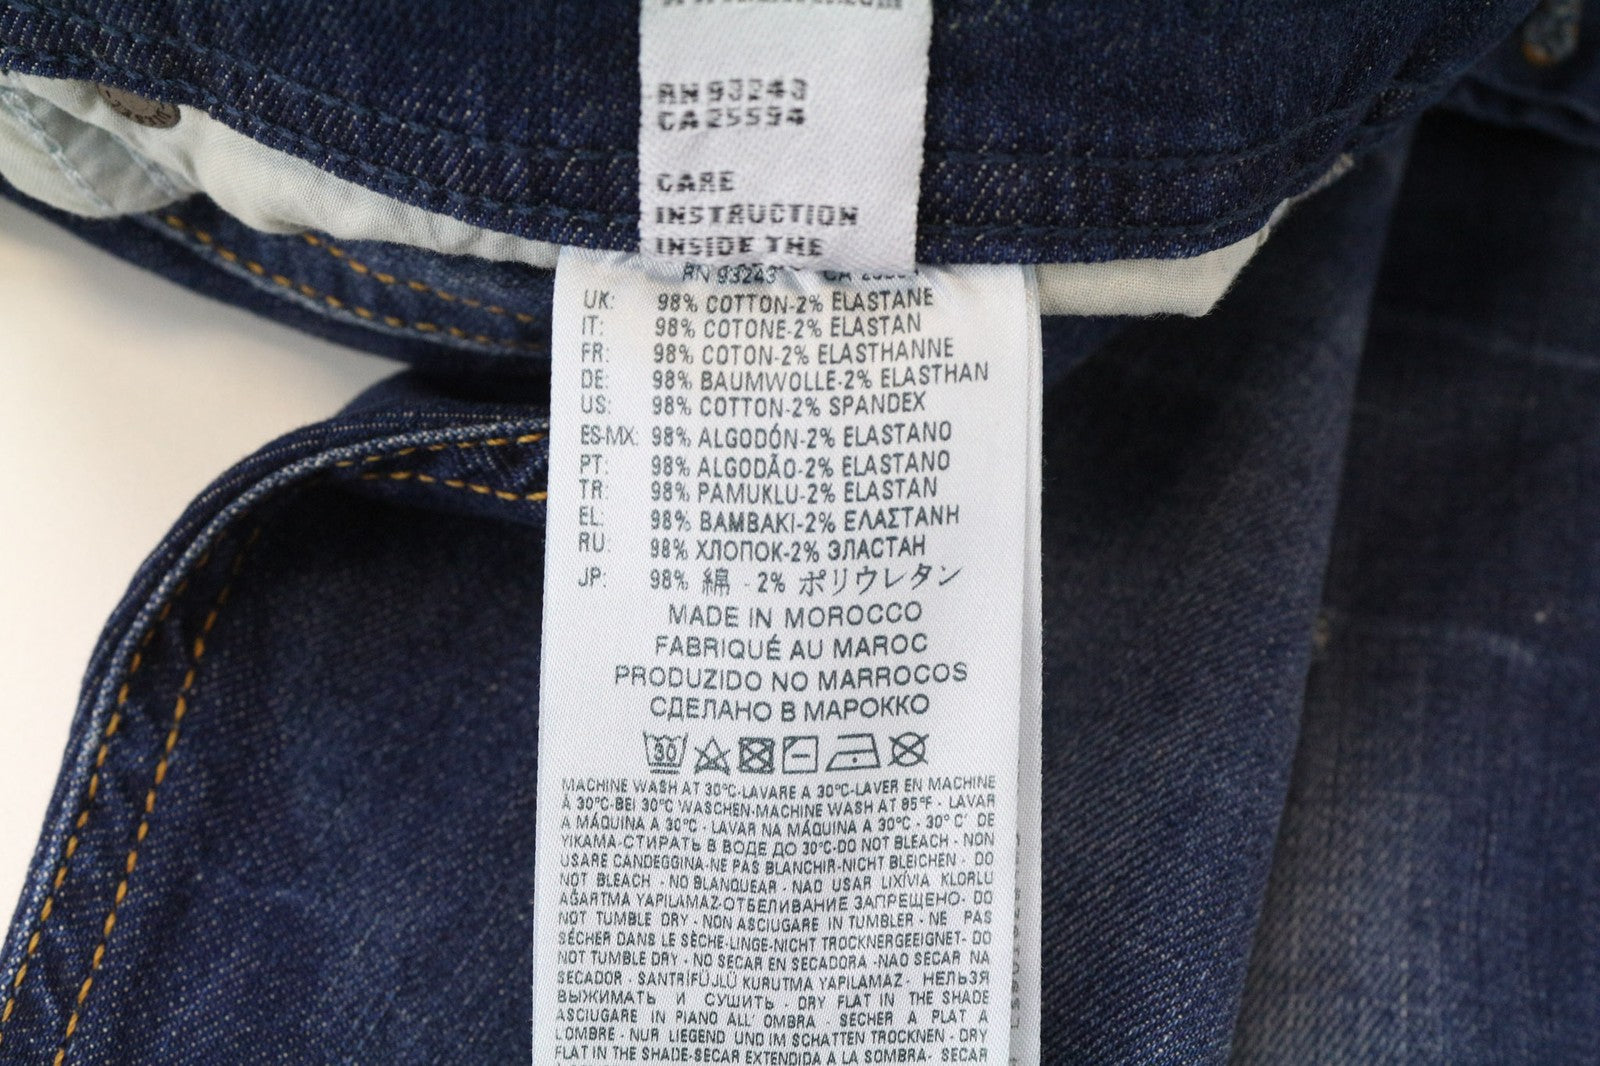 RN 93243
CA 25594
CARE
INSTRUCTION
INSIDE THE
RN 93243
UK: 98% COTTON-2% ELASTANE
IT: 98% COTONE-2% ELASTAN
FR: 98% COTON-2% ELASTHANNE
DE: 98% BAUMWOLLE-2% ELASTHAN
US: 98% COTTON-2% SPANDEX
ES-MX: 98% ALGODÓN-2% ELASTANO
PT: 98% ALGODÃO-2% ELASTANO
TR: 98% PAMUKLU-2% ELASTAN
EL: 98% BAMBAKI-2% ΕΛΑΣΤΑΝΗ
RU: 98% ХЛОПОК-2% ЭЛАСТАН
JP: 98% 綿 - 2% ポリウレタン
MADE IN MOROCCO
FABRIQUÉ AU MAROC
PRODUZIDO NO MARROCOS
СДЕЛАНО В МАРОККО
30
MACHINE WASH AT 30°C-LAVARE A 30°C-LAVER EN MACHINE
À 30°C-BEI 30°C WASCHEN-MACHINE WASH AT 85°F - LAVAR
A MÁQUINA A 30°C - LAVAR NA MÁQUINA A 30°C - 30° C' DE
YIKAMA-СТИРАТЬ В ВОДЕ ДО 30°C-DO NOT BLEACH - NON
USARE CANDEGGINA-NE PAS BLANCHIR-NICHT BLEICHEN - DO
NOT BLEACH - NO BLANQUEAR - NAO USAR LIXÍVIA KLORLU
AĞARTMA YAPILAMAZ-ОТБЕЛИВАНИЕ ЗАПРЕЩЕНО- DO
NOT TUMBLE DRY - NON ASCIUGARE IN TUMBLER - NE PAS
SÉCHER DANS LE SÈCHE-LINGE-NICHT TROCKNERGEEIGNET- DO
NOT TUMBLE DRY - NO SECAR EN SECADORA -NAO SECAR NA
SECADOR - SANTRİFÜJLÜ KURUTMA YAPILAMAZ - НЕЛЬЗЯ
ВЫЖИМАТЬ И СУШИТЬ - DRY FLAT IN THE SHADE
ASCIUGARE IN PIANO ALL' OMBRA - SÉCHER A PLAT A
L'OMBRE - NUR LIEGEND UND IM SCHATTEN TROCKNEN - DRY
FLAT IN THE SHADE-SECAR EXTENDIDA A LA SOMBRA- SECAR